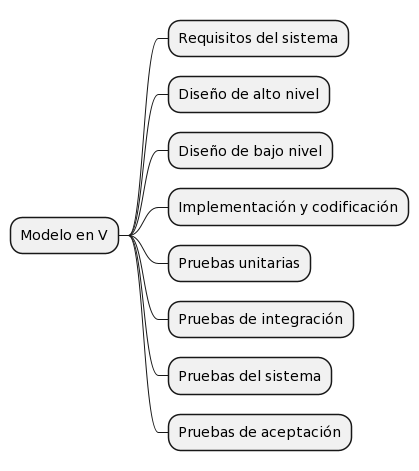 Requisitos del sistema
Diseño de alto nivel
Diseño de bajo nivel
Implementación y codificación
Modelo en V
Pruebas unitarias
Pruebas de integración
Pruebas del sistema
Pruebas de aceptación